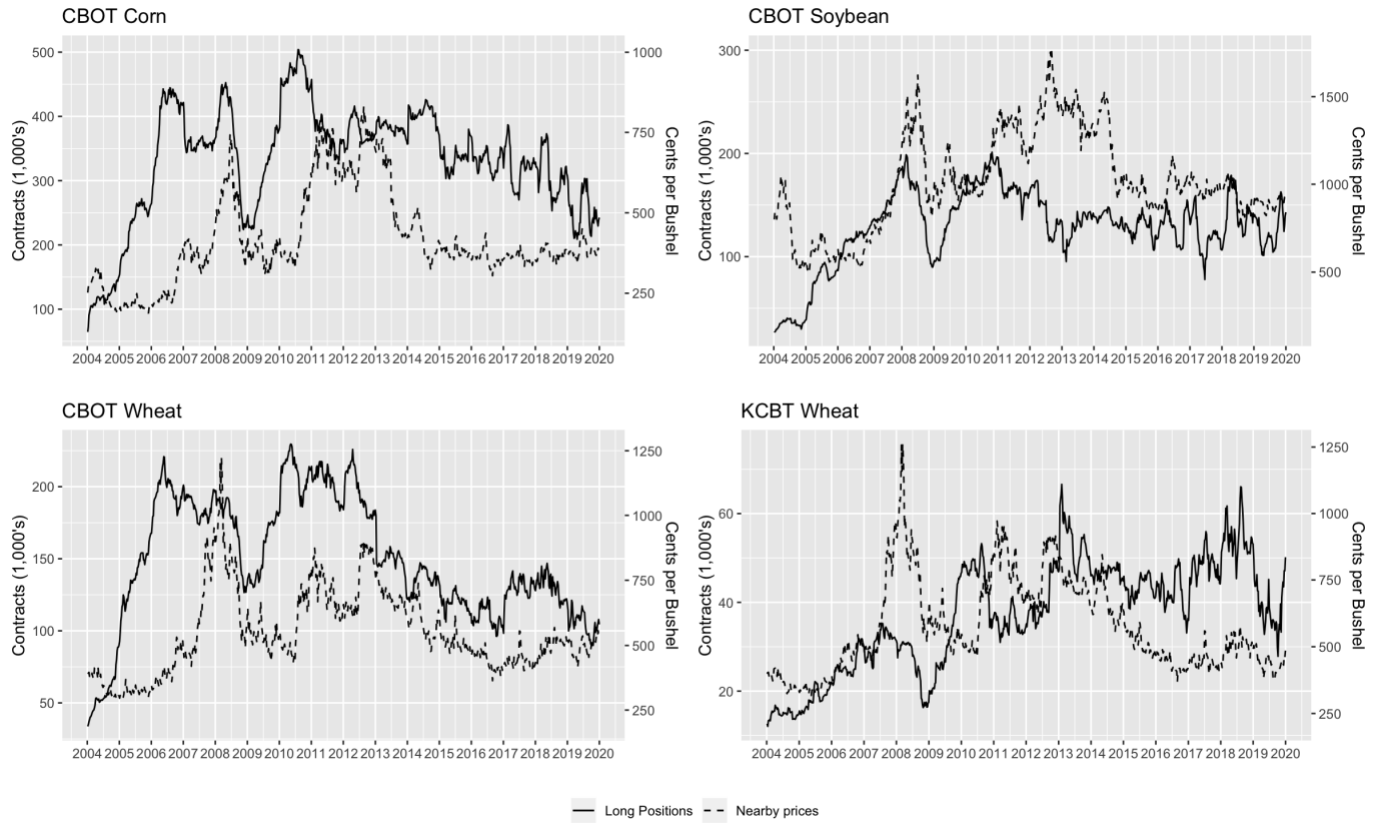 CBOT Corn
Contracts (1,000's)
500
400
300
200
100
1000
750
500
250
Cents per Bushel
2004 2005 2006 2007 2008 2009 2010 2011 2012 2013 2014 2015 2016 2017 2018 2019 2020
CBOT Soybean
Contracts (1,000's)
300
200
100
1500
1000
500
Cents per Bushel
2004 2005 2006 2007 2008 2009 2010 2011 2012 2013 2014 2015 2016 2017 2018 2019 2020
CBOT Wheat
Contracts (1,000's)
200
150
100
50
1250
1000
750
500
250
Cents per Bushel
2004 2005 2006 2007 2008 2009 2010 2011 2012 2013 2014 2015 2016 2017 2018 2019 2020
KCBT Wheat
Contracts (1,000's)
60
40
20
1250
1000
750
500
250
Cents per Bushel
2004 2005 2006 2007 2008 2009 2010 2011 2012 2013 2014 2015 2016 2017 2018 2019 2020
Long Positions Nearby prices